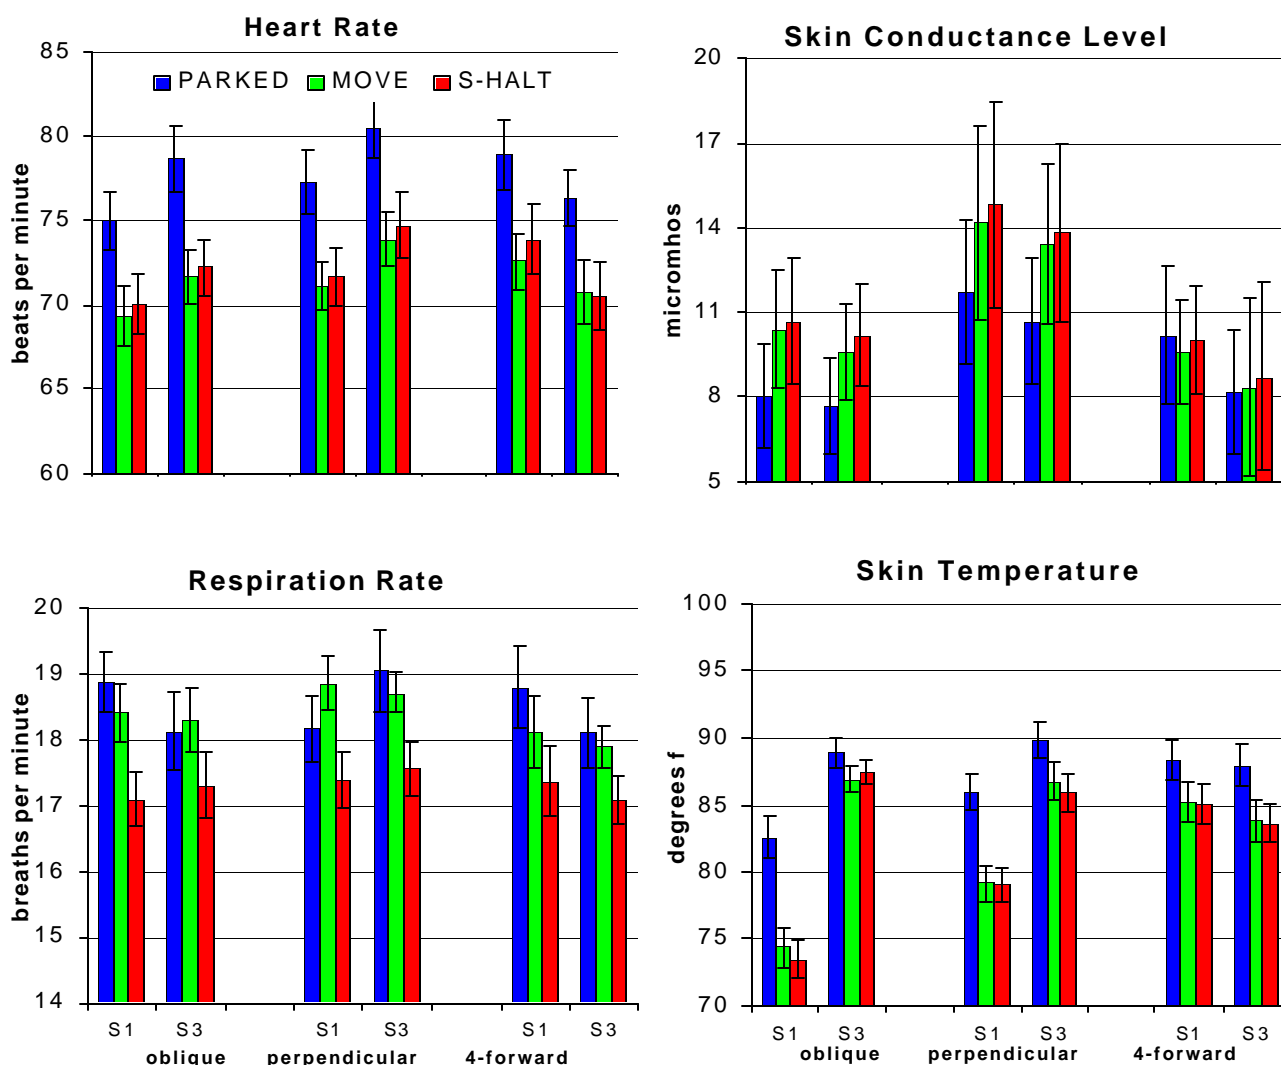 Heart Rate
beats per minute
85
80
75
70
65
60
PARKED MOVE S-HALT
Skin Conductance Level
micromhos
20
17
14
11
8
5
Respiration Rate
breaths per minute
20
19
18
17
16
15
14
S1 S3 S1 S3 S1 S3
oblique perpendicular 4-forward
Skin Temperature
degrees f
100
95
90
85
80
75
70
S1 S3 S1 S3 S1 S3
oblique perpendicular 4-forward